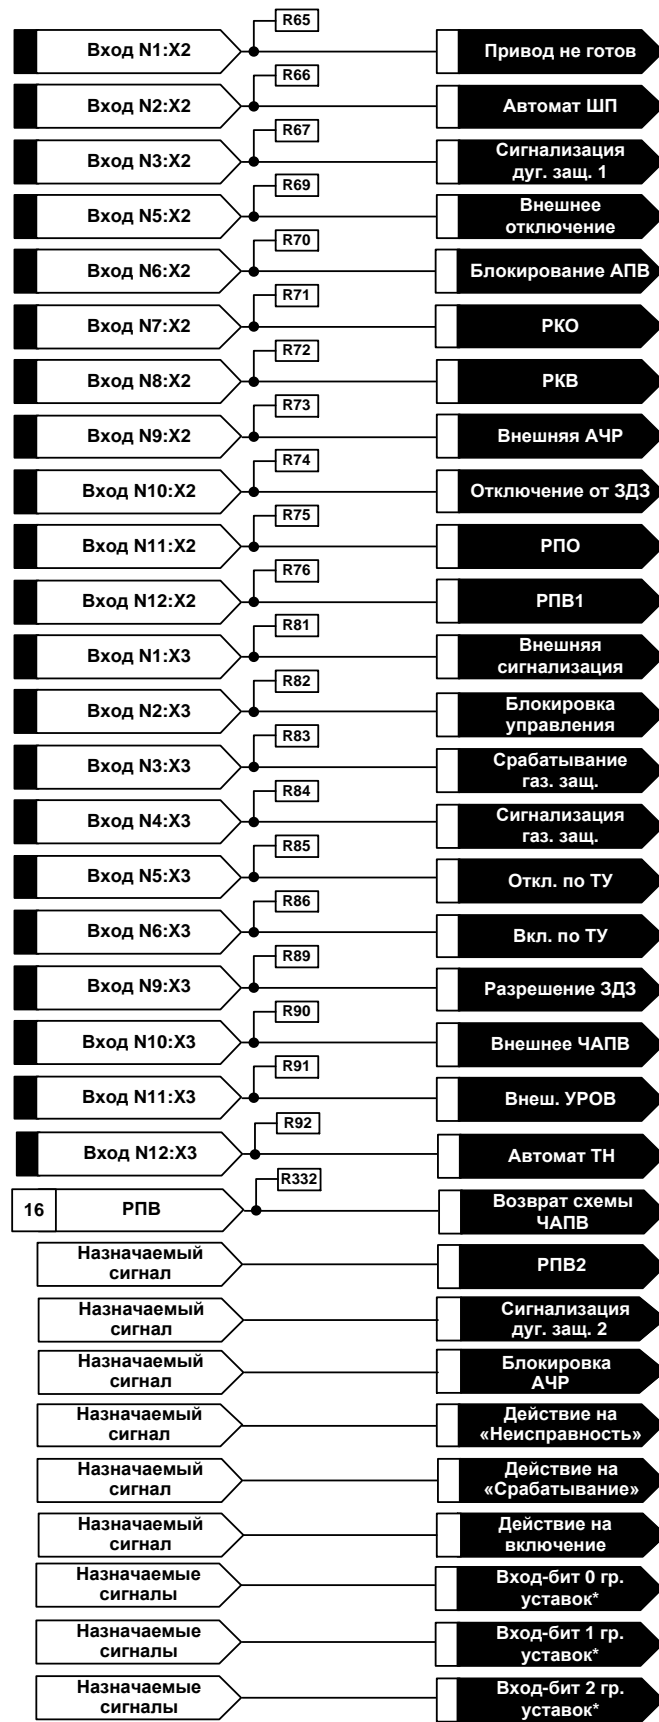 R65
Вход N1:X2
Привод не готов
R66
Вход N2:X2
Автомат ШП
R67
Вход N3:X2
Сигнализация
дуг. защ. 1
R69
Вход N5:X2
Внешнее
отключение
R70
Вход N6:X2
Блокирование АПВ
R71
Вход N7:X2
РКО
R72
Вход N8:X2
РКВ
R73
Вход N9:X2
Внешняя АЧР
R74
Вход N10:X2
Отключение от ЗДЗ
R75
Вход N11:X2
РПО
R76
Вход N12:X2
РПВ1
R81
Вход N1:X3
Внешняя
сигнализация
R82
Вход N2:X3
Блокировка
управления
R83
Вход N3:X3
Срабатывание
газ. защ.
R84
Вход N4:X3
Сигнализация
газ. защ.
R85
Вход N5:X3
Откл. по ТУ
R86
Вход N6:X3
Вкл. по ТУ
R89
Вход N9:X3
Разрешение ЗДЗ
R90
Вход N10:X3
Внешнее ЧАПВ
R91
Вход N11:X3
Внеш. УРОВ
R92
Вход N12:X3
Автомат ТН
R332
16
РПВ
Возврат схемы
ЧАПВ
Назначаемый
сигнал
РПВ2
Назначаемый
сигнал
Сигнализация
дуг. защ. 2
Назначаемый
сигнал
Блокировка
АЧР
Назначаемый
сигнал
Действие на
«Неисправность»
Назначаемый
сигнал
Действие на
«Срабатывание»
Назначаемый
сигнал
Действие на
включение
Назначаемые
сигналы
Вход-бит 0 гр.
уставок*
Назначаемые
сигналы
Вход-бит 1 гр.
уставок*
Назначаемые
сигналы
Вход-бит 2 гр.
уставок*